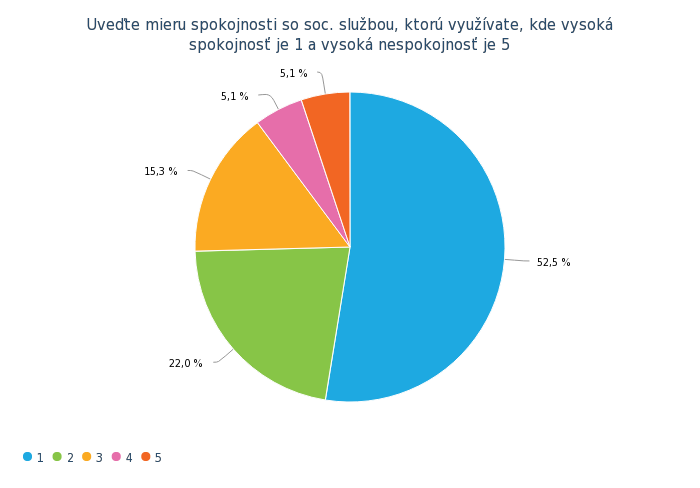 Uveďte mieru spokojnosti so soc. službou, ktorú využívate, kde vysoká
spokojnosť je 1 a vysoká nespokojnosť je 5
5,1 %
5,1 %
15,3 %
52,5 %
22,0 %
1 2 3 4 5